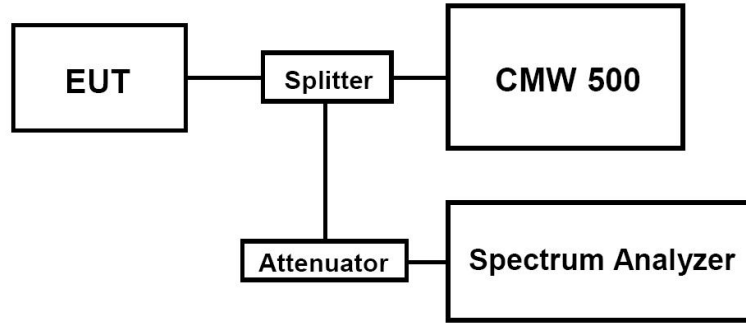 EUT
Splitter
CMW 500
Attenuator
Spectrum Analyzer